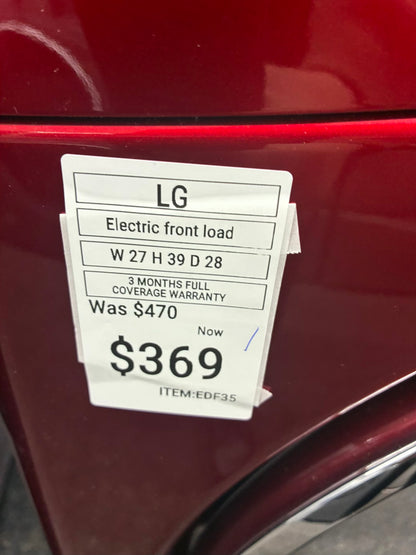 LG
Electric front load
W 27 H 39 D 28
3 MONTHS FULL
COVERAGE WARRANTY
Was $470
Now
$369
ITEM:EDF35